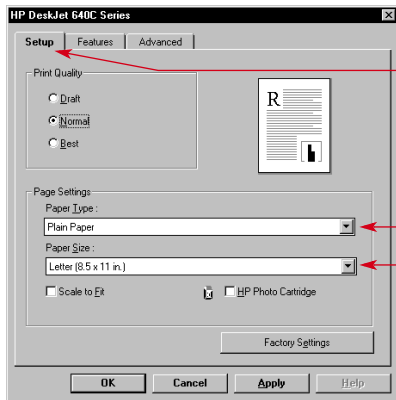 HP DeskJet 640C Series
Setup Features Advanced
Print Quality
Draft
Normal
Best
R
Page Settings
Paper Type :
Plain Paper
Paper Size :
Letter (8.5 x 11 in.)
Scale to Fit HP Photo Cartridge
Factory Settings
OK Cancel Apply Help